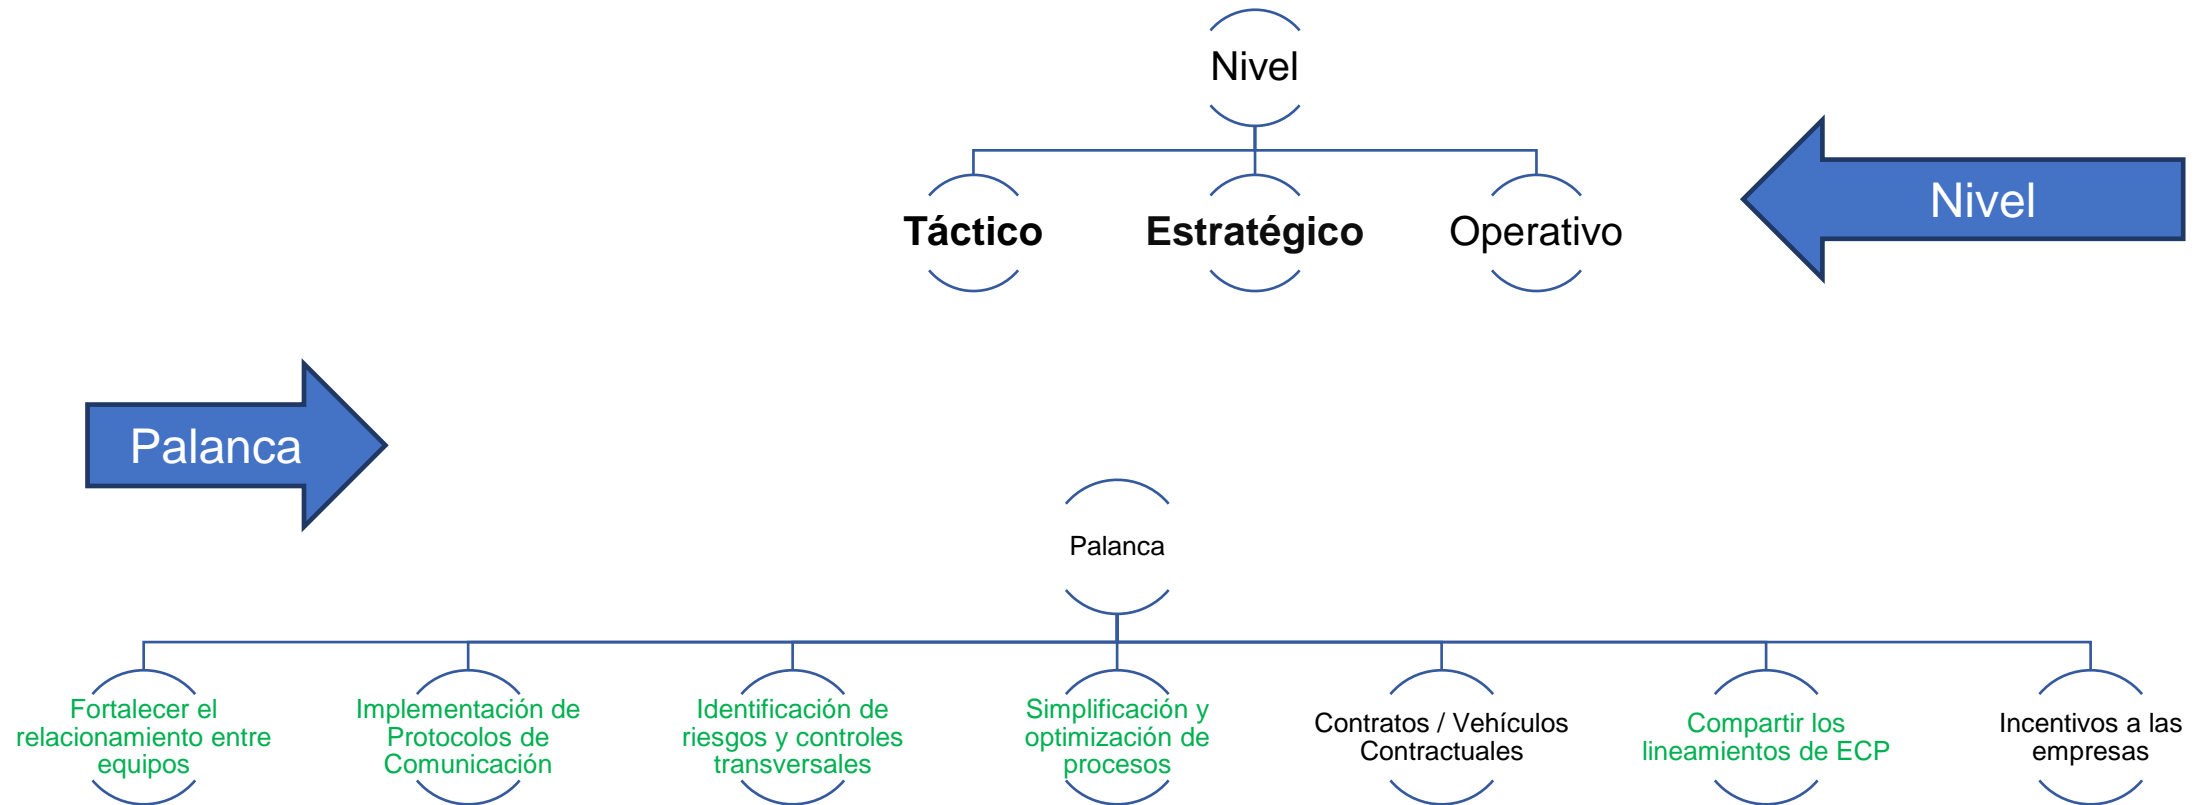 Nivel
Táctico
Estratégico
Operativo
Nivel
Palanca
Palanca
Fortalecer el
relacionamiento entre
equipos
Implementación de
Protocolos de
Comunicación
Identificación de
riesgos y controles
transversales
Simplificación y
optimización de
procesos
Contratos / Vehículos
Contractuales
Compartir los
lineamientos de ECP
Incentivos a las
empresas